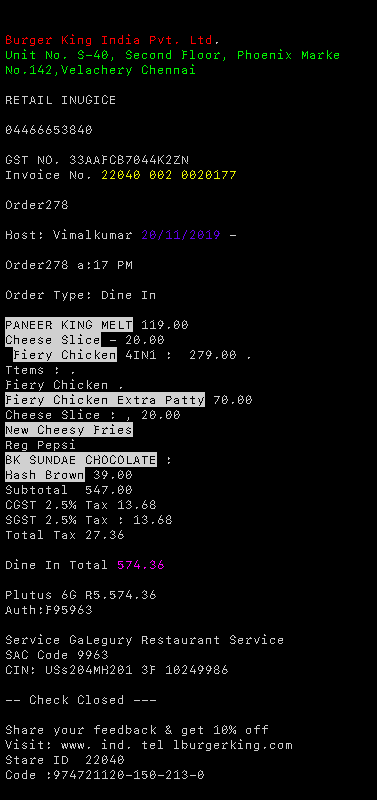 Burger King India Pvt. Ltd.
Unit No. S-40, Second Floor, Phoenix Marke
No.142,Velachery Chennai
RETAIL INUGICE
04466653840
GST NO. 33AAFCB7044K2ZN
Invoice No. 22040 002 0020177
Order278
Host: Vimalkumar 20/11/2019 -
Order278 a:17 PM
Order Type: Dine In
PANEER KING MELT 119.00
Cheese Slice - 20.00
Fiery Chicken 4IN1 : 279.00 .
Ttems : .
Fiery Chicken .
Fiery Chicken Extra Patty 70.00
Cheese Slice : , 20.00
New Cheesy Fries
Reg Pepsi
BK SUNDAE CHOCOLATE :
Hash Brown 39.00
Subtotal 547.00
CGST 2.5% Tax 13.68
SGST 2.5% Tax : 13.68
Total Tax 27.36
Dine In Total 574.36
Plutus 6G R5.574.36
Auth:F95963
Service GaLegury Restaurant Service
SAC Code 9963
CIN: USs204MH201 3F 10249986
-- Check Closed ---
Share your feedback & get 10% off
Visit: www. ind. tel lburgerking.com
Stare ID 22040
Code :974721120-150-213-0